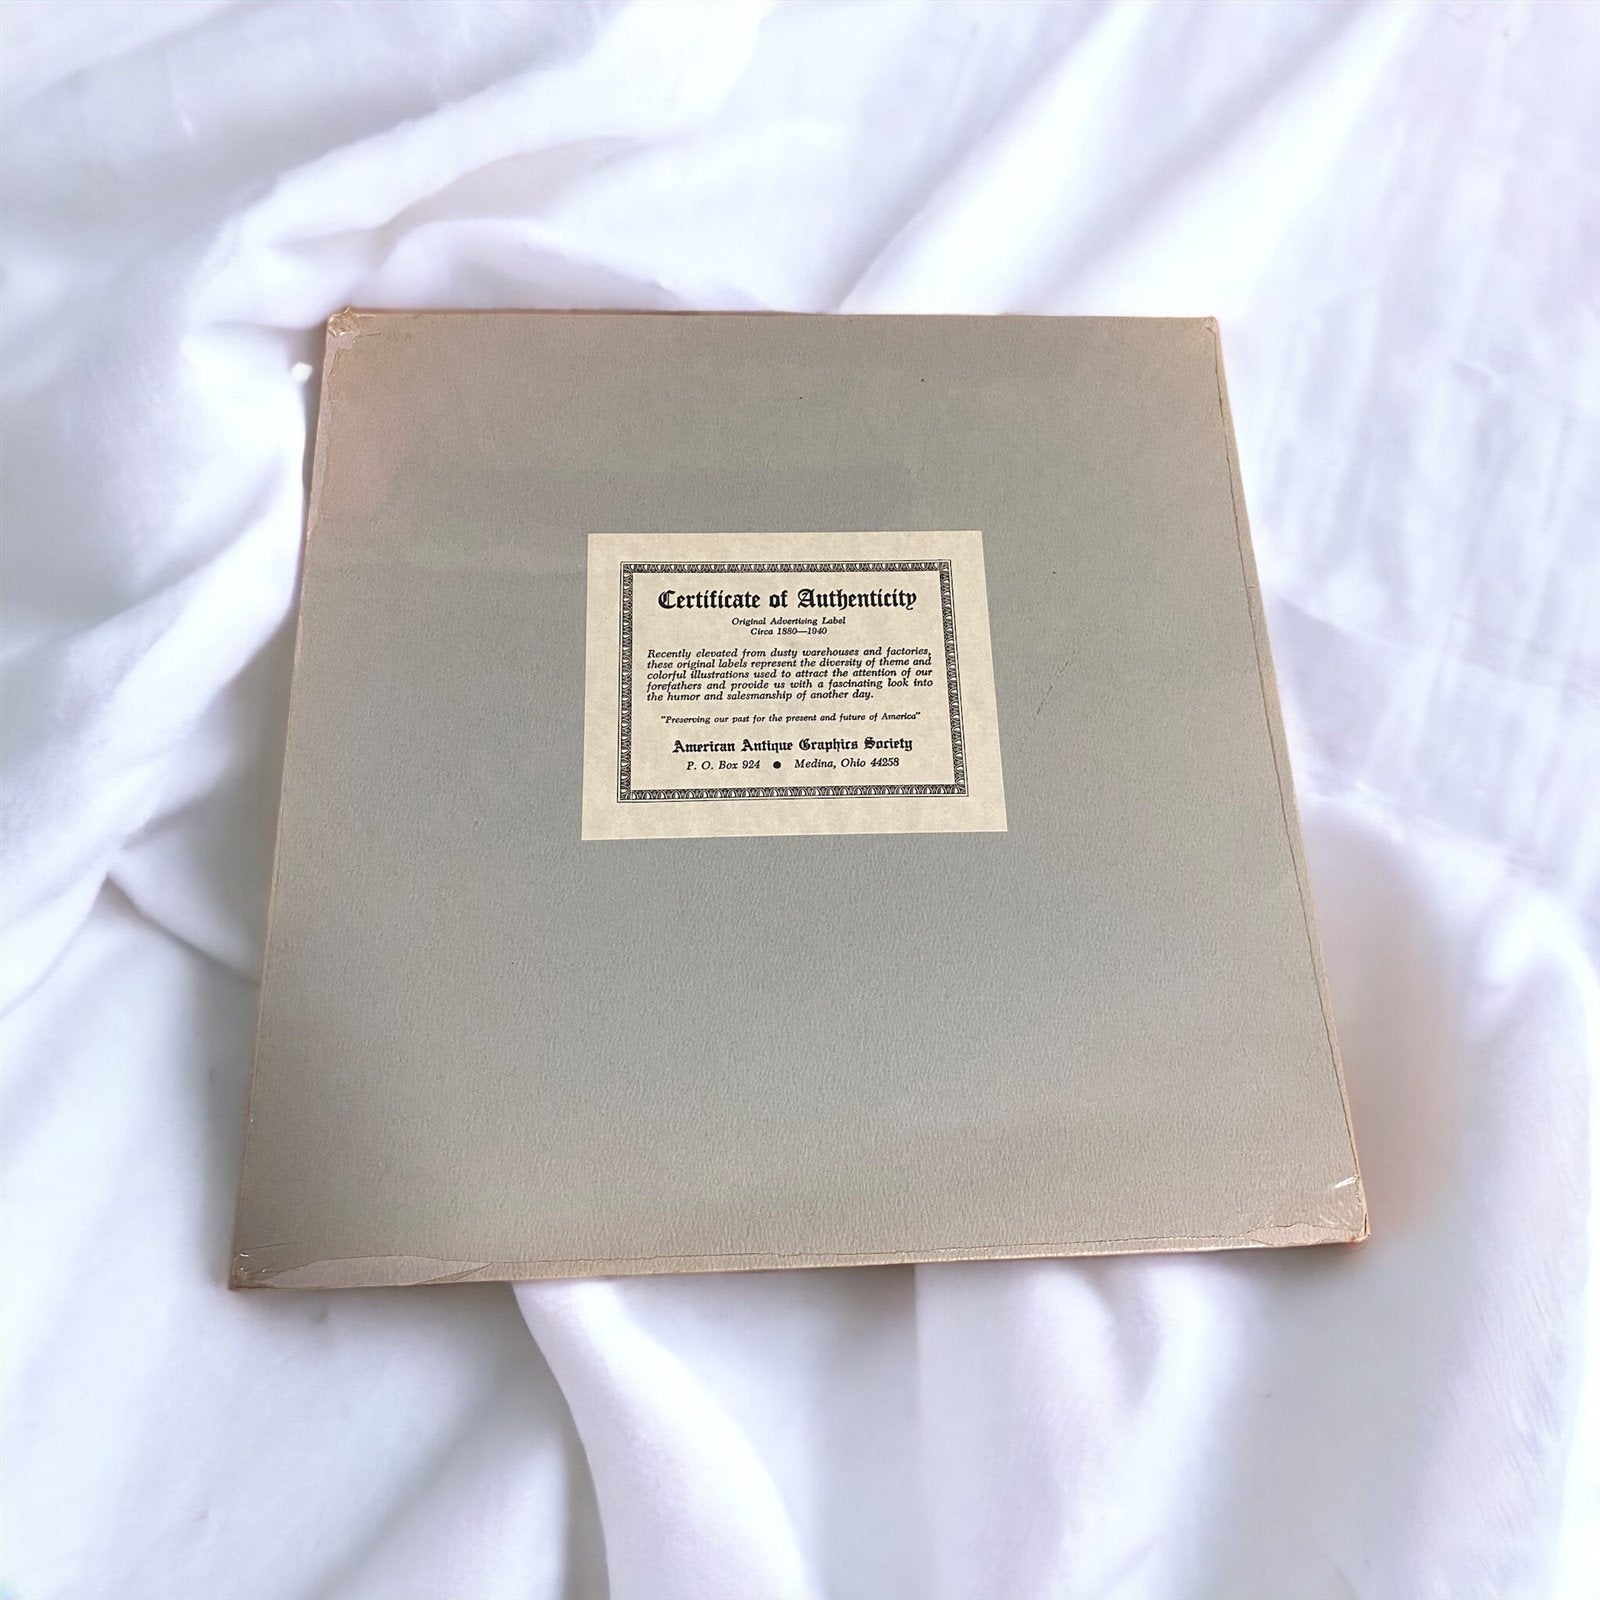 Certificate of Authenticity
Original Advertising Label
Circa 1880—1940
Recently elevated from dusty warehouses and factories,
these original labels represent the diversity of theme and
colorful illustrations used to attract the attention of our
forefathers and provide us with a fascinating look into
the humor and salesmanship of another day.
"Preserving our past for the present and future of America"
American Antique Graphics Society
P. O. Box 924 ● Medina, Ohio 44258